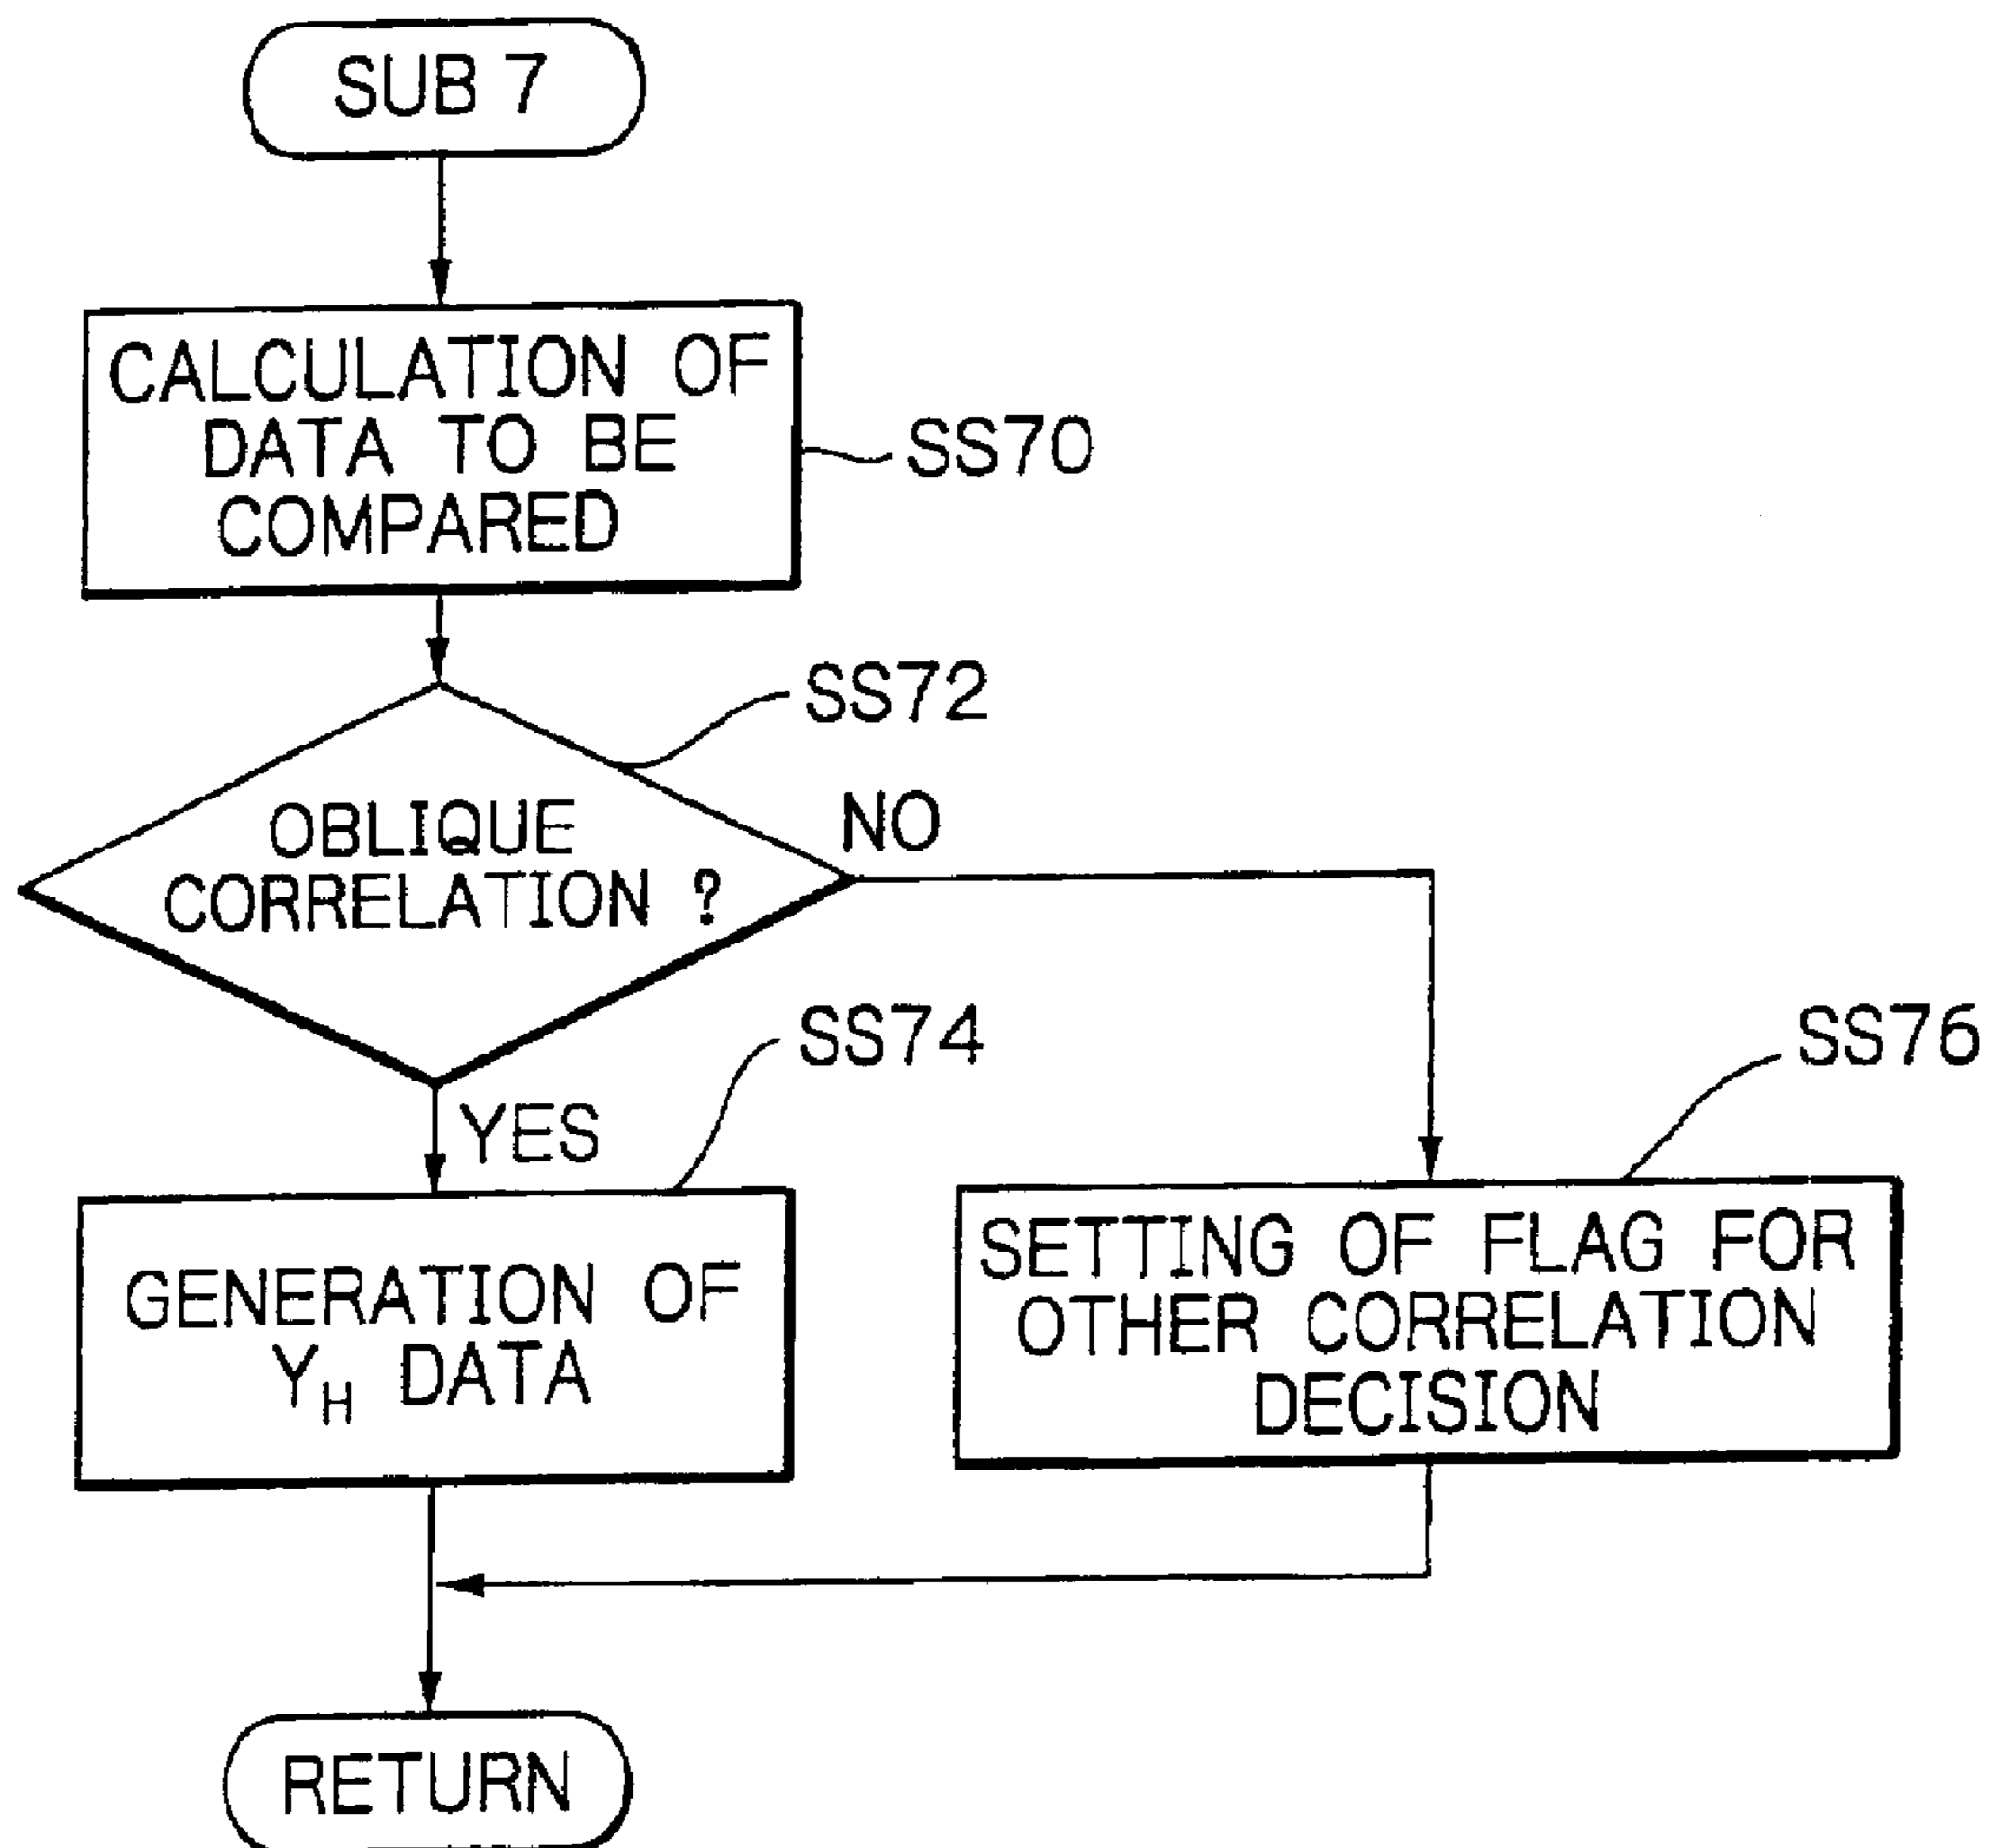 SUB 7
CALCULATION OF
DATA TO BE
COMPARED
SS70
SS72
OBLIQUE
CORRELATION ?
NO
YES
SS74
SS76
GENERATION OF
Y_H DATA
SETTING OF FLAG FOR
OTHER CORRELATION
DECISION
RETURN